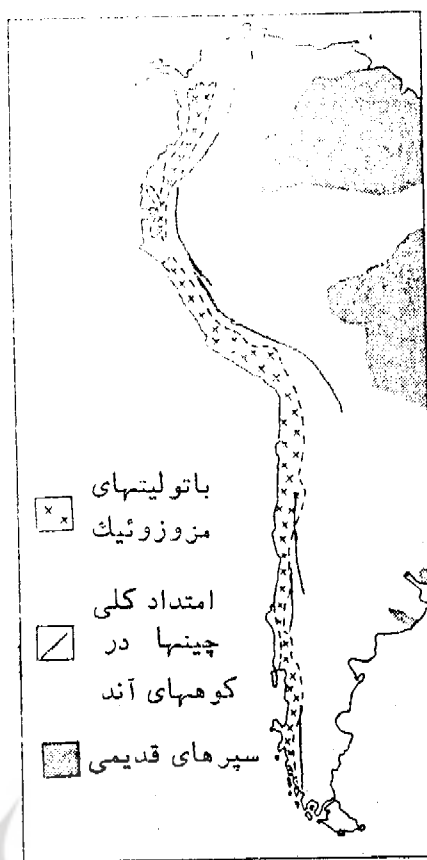 باتولیتهای
مزوزوئیك
امتداد کلی
چینها در
کوههای آند
سپرهای قدیمی